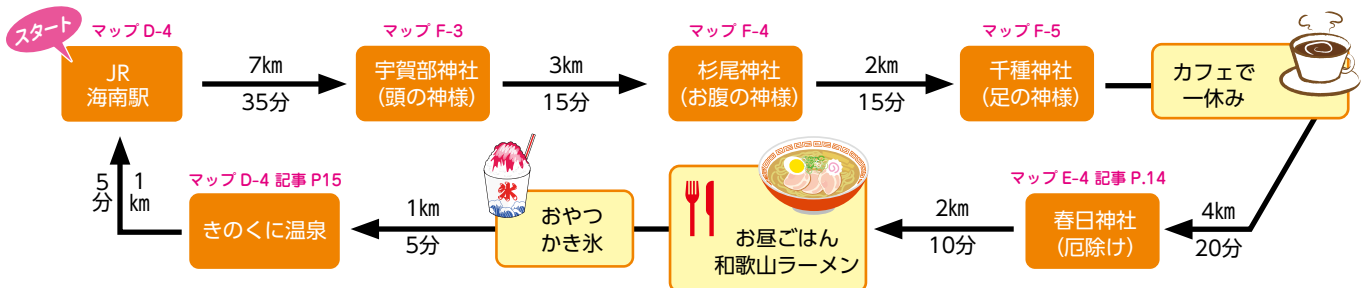 スタート
マップ D-4
JR
海南駅
7㎞
35分
マップ F-3
宇賀部神社
（頭の神様）
3㎞
15分
マップ F-4
杉尾神社
（お腹の神様）
2㎞
15分
マップ F-5
千種神社
（足の神様）
カフェで
一休み
4㎞
20分
マップ E-4 記事 P.14
春日神社
（厄除け）
2㎞
10分
お昼ごはん
和歌山ラーメン
氷
おやつ
かき氷
1㎞
5分
マップ D-4 記事 P15
きのくに温泉
1
㎞
5
分